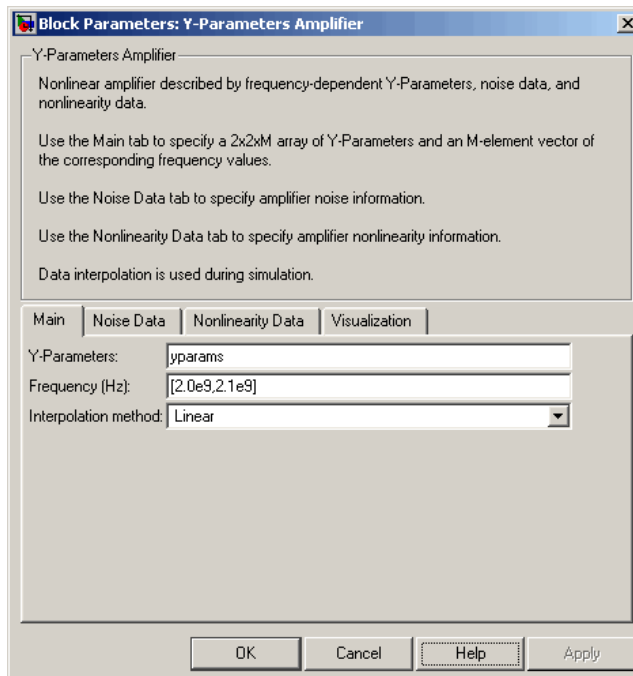 Block Parameters: Y-Parameters Amplifier
Y-Parameters Amplifier
Nonlinear amplifier described by frequency-dependent Y-Parameters, noise data, and
nonlinearity data.
Use the Main tab to specify a 2x2xM array of Y-Parameters and an M-element vector of
the corresponding frequency values.
Use the Noise Data tab to specify amplifier noise information.
Use the Nonlinearity Data tab to specify amplifier nonlinearity information.
Data interpolation is used during simulation.
Main Noise Data Nonlinearity Data Visualization
Y-Parameters: yparams
Frequency (Hz): [2.0e9,2.1e9]
Interpolation method: Linear
OK Cancel Help Apply